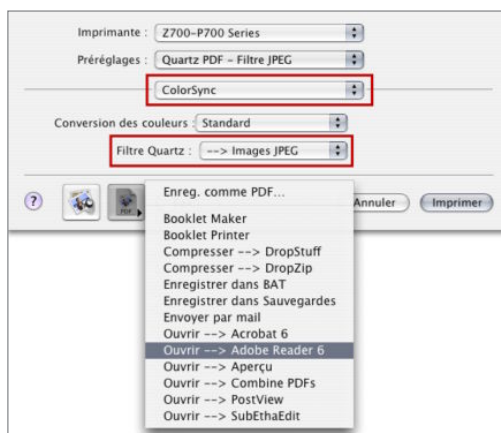 Imprimante : Z700-P700 Series
Préréglages : Quartz PDF - Filtre JPEG
ColorSync
Conversion des couleurs : Standard
Filtre Quartz : --> Images JPEG
? PDF Annuler Imprimer
Enreg. comme PDF...
Booklet Maker
Booklet Printer
Compresser --> DropStuff
Compresser --> DropZip
Enregistrer dans BAT
Enregistrer dans Sauvegardes
Envoyer par mail
Ouvrir --> Acrobat 6
Ouvrir --> Adobe Reader 6
Ouvrir --> Aperçu
Ouvrir --> Combine PDFs
Ouvrir --> PostView
Ouvrir --> SubEthaEdit